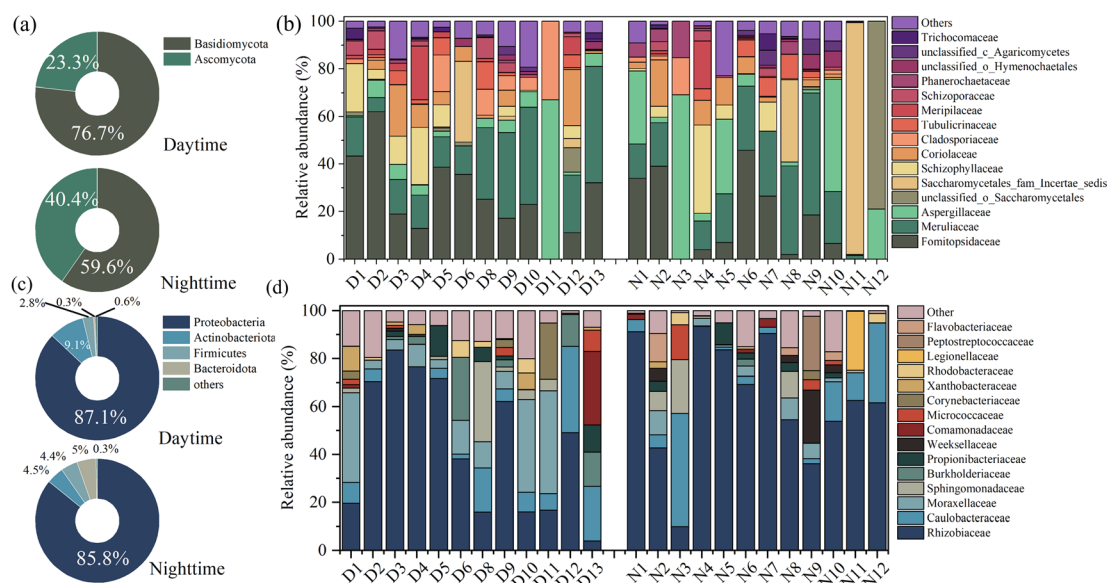 (a)
Basidiomycota
Ascomycota
23.3%
76.7%
Daytime
40.4%
59.6%
Nighttime
(b)
Relative abundance (%)
100
80
60
40
20
0
D1 D2 D3 D4 D5 D6 D8 D9 D10 D11 D12 D13 N1 N2 N3 N4 N5 N6 N7 N8 N9 N10 N11 N12
Others
Trichocomaceae
unclassified_c_Agaricomycetes
unclassified_o_Hymenochaetales
Phanerochaetaceae
Schizoporaceae
Meripilaceae
Tubulicrinaceae
Cladosporiaceae
Coriolaceae
Schizophyllaceae
Saccharomycetales_fam_Incertae_sedis
unclassified_o_Saccharomycetales
Aspergillaceae
Meruliaceae
Fomitopsidaceae
(c)
2.8% 0.3% 0.6%
Proteobacteria
Actinobacteriota
Firmicutes
Bacteroidota
others
9.1%
87.1%
Daytime
4.5% 4.4% 5% 0.3%
85.8%
Nighttime
(d)
Relative abundance (%)
100
80
60
40
20
0
D1 D2 D3 D4 D5 D6 D8 D9 D10 D11 D12 D13 N1 N2 N3 N4 N5 N6 N7 N8 N9 N10 N11 N12
Other
Flavobacteriaceae
Peptostreptococcaceae
Legionellaceae
Rhodobacteraceae
Xanthobacteraceae
Corynebacteriaceae
Micrococcaceae
Comamonadaceae
Weeksellaceae
Propionibacteriaceae
Burkholderiaceae
Sphingomonadaceae
Moraxellaceae
Caulobacteraceae
Rhizobiaceae